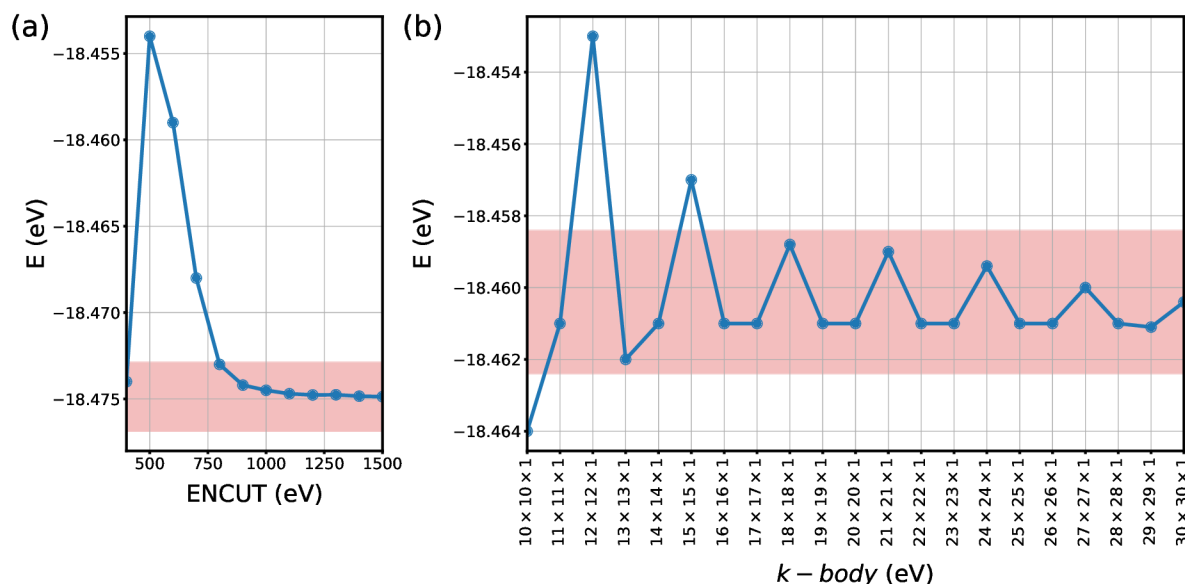 (a)
E (eV)
−18.455
−18.460
−18.465
−18.470
−18.475
500 750 1000 1250 1500
ENCUT (eV)
(b)
E (eV)
−18.454
−18.456
−18.458
−18.460
−18.462
−18.464
10 × 10 × 1
11 × 11 × 1
12 × 12 × 1
13 × 13 × 1
14 × 14 × 1
15 × 15 × 1
16 × 16 × 1
17 × 17 × 1
18 × 18 × 1
19 × 19 × 1
20 × 20 × 1
21 × 21 × 1
22 × 22 × 1
23 × 23 × 1
24 × 24 × 1
25 × 25 × 1
26 × 26 × 1
27 × 27 × 1
28 × 28 × 1
29 × 29 × 1
30 × 30 × 1
k − body (eV)